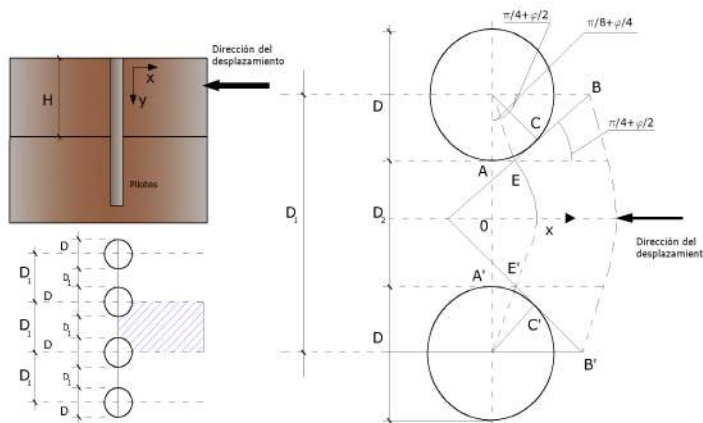 Dirección del
desplazamiento
H
x
y
Pilotes
D
D₁
D₁
D
D₁
D₁
D
D₁
D₁
D
π/4+φ/2
π/8+φ/4
B
D
C
π/4+φ/2
A
E
D₁
D₂
0
x
Dirección del
desplazamient
E'
A'
C'
D
B'